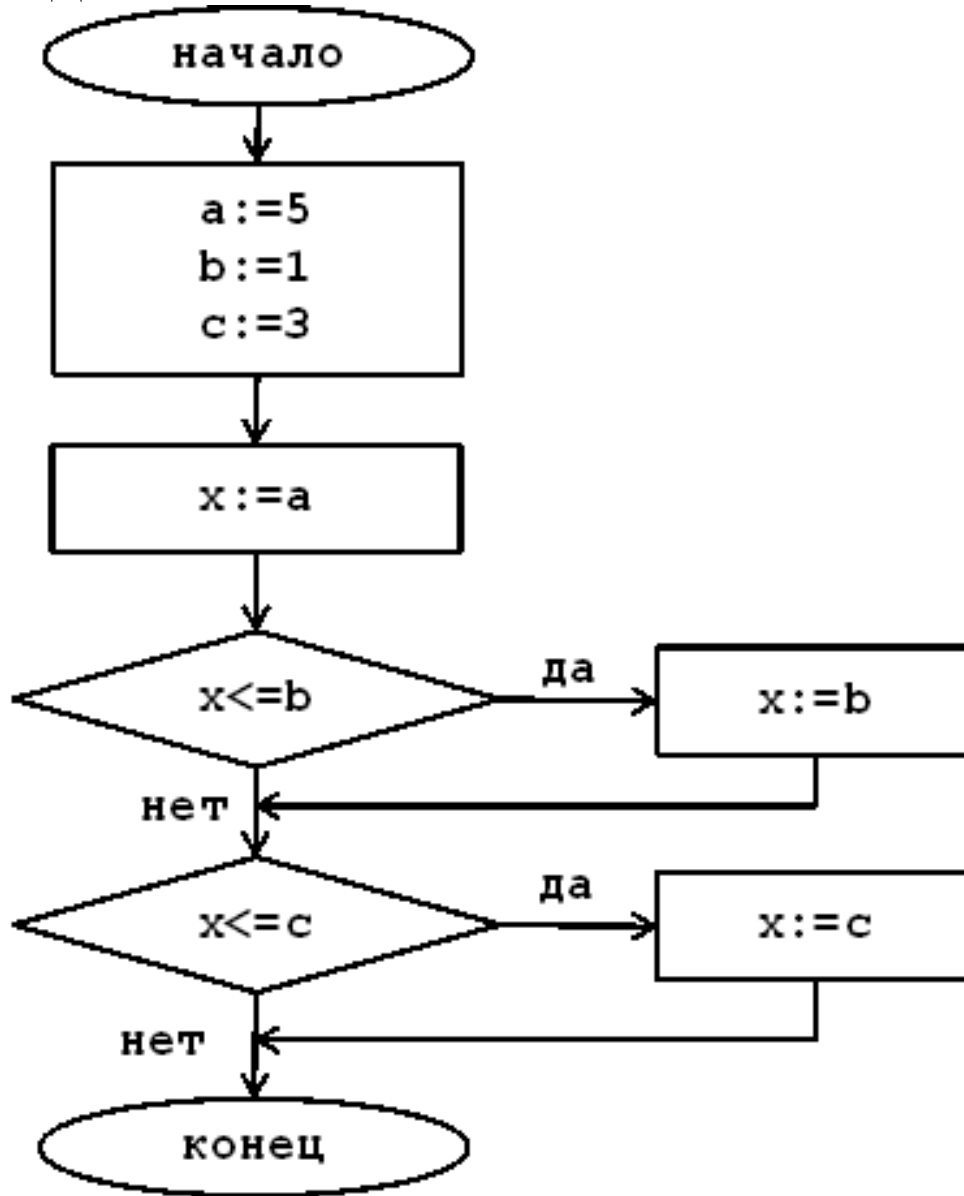 начало
a:=5
b:=1
c:=3
x:=a
x<=b
да
x:=b
нет
x<=c
да
x:=c
нет
конец